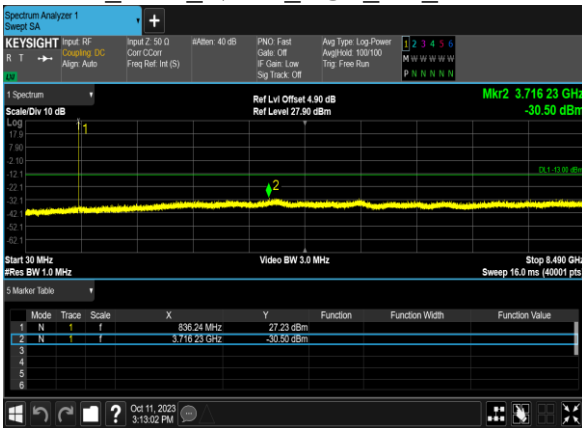 Spectrum Analyzer 1
Swept SA
KEYSIGHT Input: RF Input Z: 50 Ω #Atten: 40 dB PNO: Fast Avg Type: Log-Power 1 2 3 4 5 6
R T Coupling: DC Corr CCorr Gate: Off Avg|Hold: 100/100 M W W W W W
Align: Auto Freq Ref: Int (S) IF Gain: Low Trig: Free Run
LV Sig Track: Off P N N N N N
1 Spectrum Ref Lvl Offset 4.90 dB Mkr2 3.716 23 GHz
Scale/Div 10 dB Ref Level 27.90 dBm -30.50 dBm
Log
17.9 1
7.90
-2.10
-12.1 DL1 -13.00 dBm
-22.1 2
-32.1
-42.1
-52.1
-62.1
Start 30 MHz Video BW 3.0 MHz Stop 8.490 GHz
#Res BW 1.0 MHz Sweep 16.0 ms (40001 pts)
5 Marker Table
Mode Trace Scale X Y Function Function Width Function Value
1 N 1 f 836.24 MHz 27.23 dBm
2 N 1 f 3.716 23 GHz -30.50 dBm
3
4
5
6
? Oct 11, 2023
3:13:02 PM